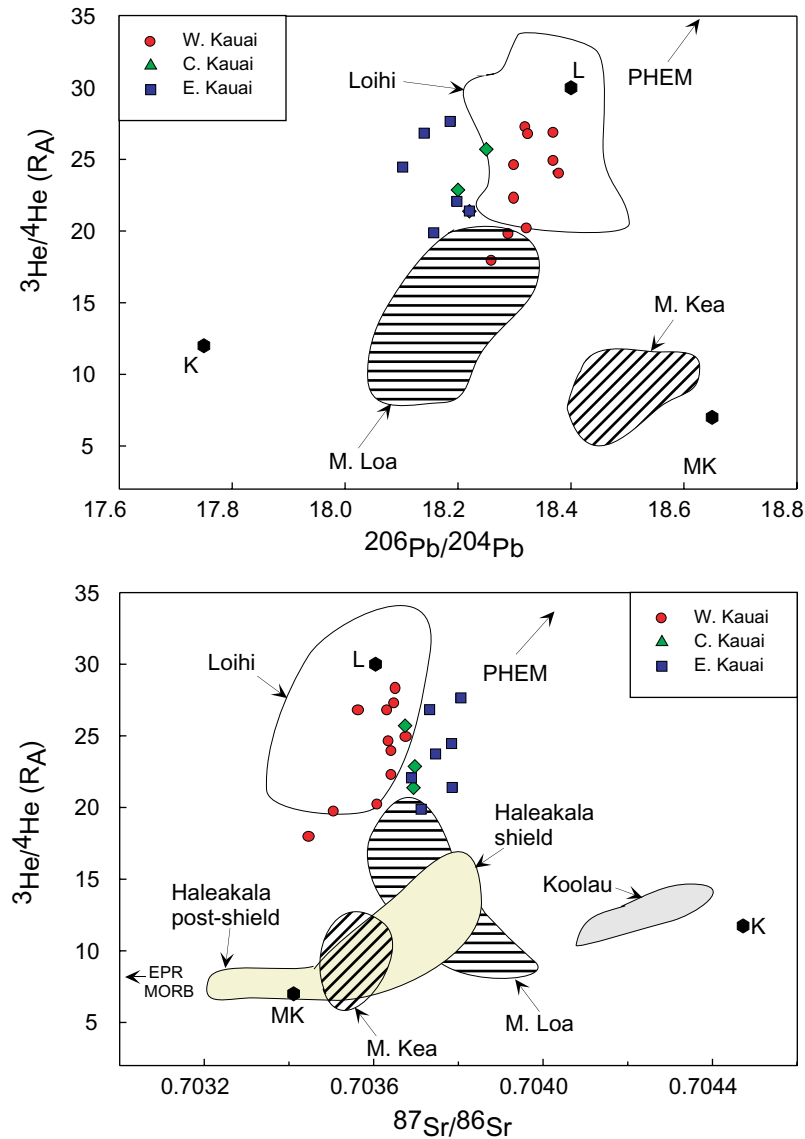 35
30
25
20
15
10
5
³He/⁴He (R_A)
W. Kauai
C. Kauai
E. Kauai
Loihi
L
PHEM
K
M. Kea
M. Loa
MK
17.6
17.8
18.0
18.2
18.4
18.6
18.8
²⁰⁶Pb/²⁰⁴Pb
35
30
25
20
15
10
5
³He/⁴He (R_A)
W. Kauai
C. Kauai
E. Kauai
Loihi
L
PHEM
Haleakala
shield
Koolau
Haleakala
post-shield
K
EPR
MORB
MK
M. Loa
M. Kea
0.7032
0.7036
0.7040
0.7044
⁸⁷Sr/⁸⁶Sr